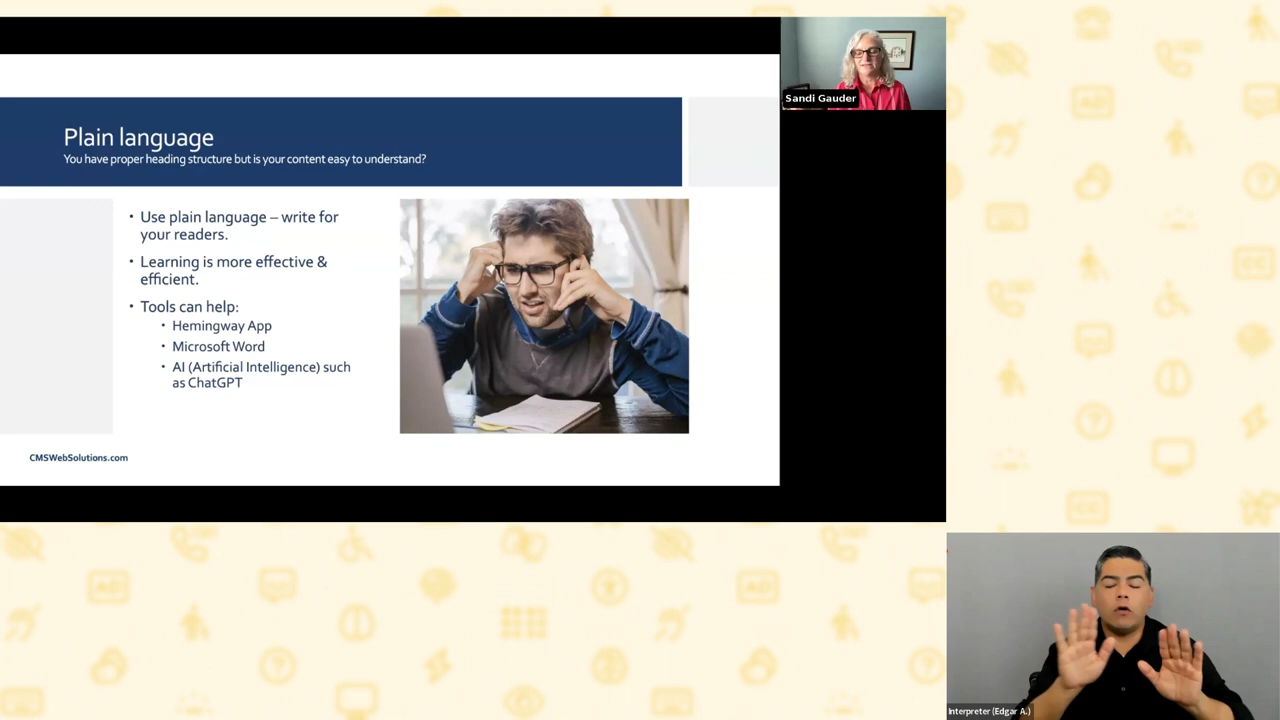 Sandi Gauder
Plain language
You have proper heading structure but is your content easy to understand?
• Use plain language – write for
your readers.
• Learning is more effective &
efficient.
• Tools can help:
• Hemingway App
• Microsoft Word
• AI (Artificial Intelligence) such
as ChatGPT
CMSWebSolutions.com
Interpreter (Edgar A.)